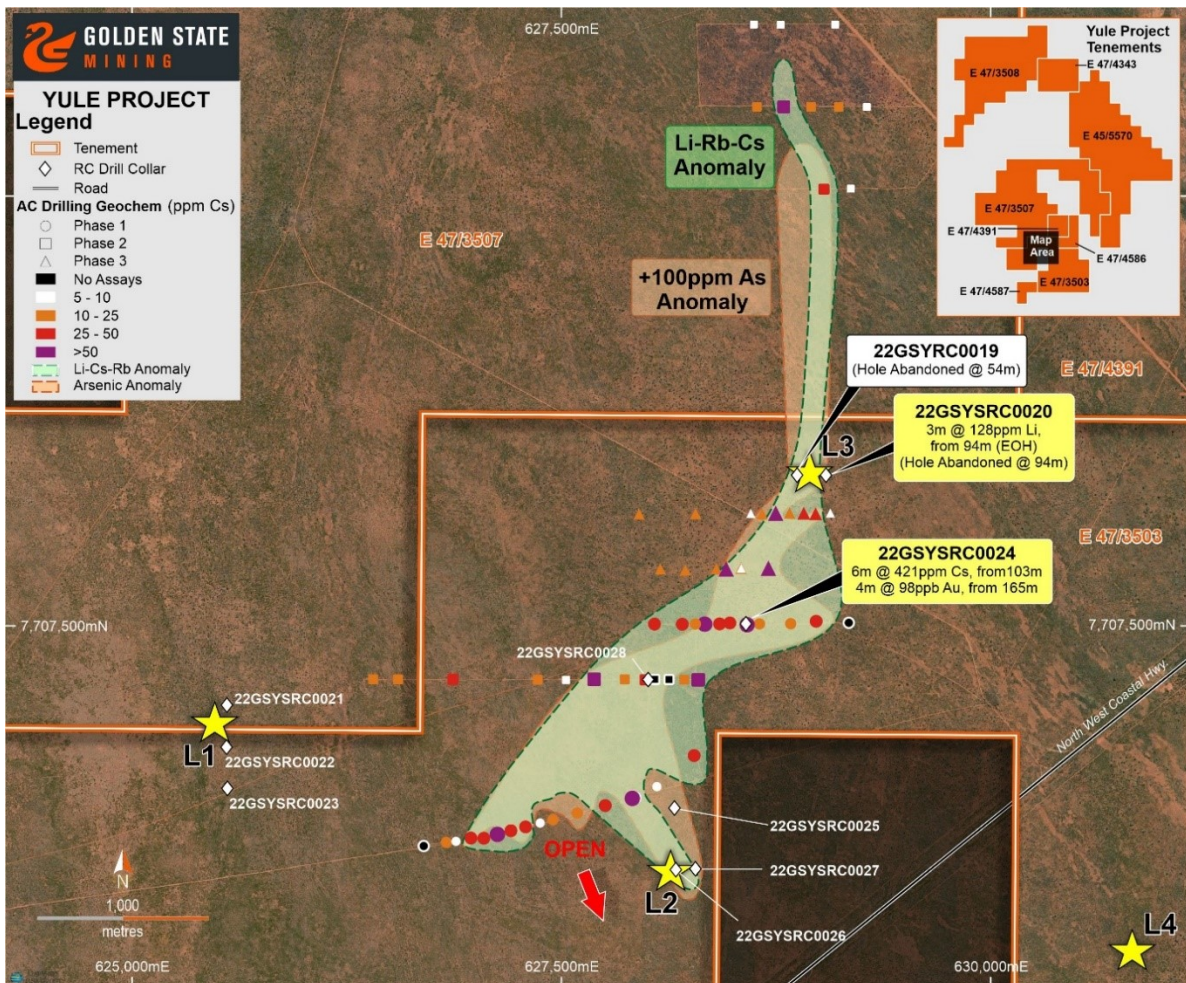 GOLDEN STATE
MINING
YULE PROJECT
Legend
Tenement
RC Drill Collar
Road
AC Drilling Geochem (ppm Cs)
Phase 1
Phase 2
Phase 3
No Assays
5 - 10
10 - 25
25 - 50
>50
Li-Cs-Rb Anomaly
Arsenic Anomaly
627,500mE
Yule Project
Tenements
E 47/4343
E 47/3508
E 45/5570
E 47/3507
E 47/4391
Map
Area
E 47/4586
E 47/4587
E 47/3503
Li-Rb-Cs
Anomaly
E 47/3507
+100ppm As
Anomaly
22GSYRC0019
(Hole Abandoned @ 54m)
E 47/4391
22GSYSRC0020
3m @ 128ppm Li,
from 94m (EOH)
(Hole Abandoned @ 94m)
L3
E 47/3503
22GSYSRC0024
6m @ 421ppm Cs, from103m
4m @ 98ppb Au, from 165m
7,707,500mN
7,707,500mN
22GSYSRC0028
22GSYSRC0021
L1
22GSYSRC0022
22GSYSRC0023
North West Coastal Hwy.
22GSYSRC0025
OPEN
22GSYSRC0027
L2
22GSYSRC0026
L4
N
1,000
metres
625,000mE
627,500mE
630,000mE